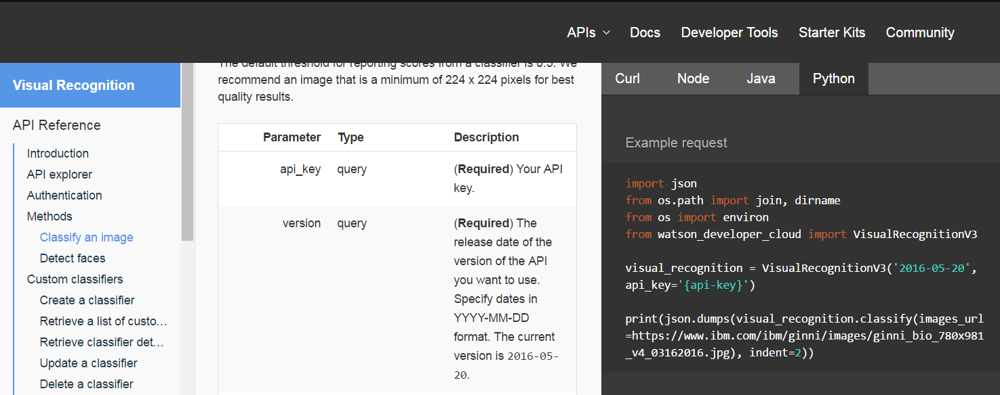 APIs
Docs
Developer Tools
Starter Kits
Community
Visual Recognition
API Reference
Introduction
API explorer
Authentication
Methods
Classify an image
Detect faces
Custom classifiers
Create a classifier
Retrieve a list of custo...
Retrieve classifier det...
Update a classifier
Delete a classifier
The default threshold for reporting scores from a classifier is 0.5. We
recommend an image that is a minimum of 224 x 224 pixels for best
quality results.
Parameter Type Description
api_key query (Required) Your API
key.
version query (Required) The
release date of the
version of the API
you want to use.
Specify dates in
YYYY-MM-DD
format. The current
version is 2016-05-
20.
Curl Node Java Python
Example request
import json
from os.path import join, dirname
from os import environ
from watson_developer_cloud import VisualRecognitionV3
visual_recognition = VisualRecognitionV3('2016-05-20',
api_key='{api-key}')
print(json.dumps(visual_recognition.classify(images_url
=https://www.ibm.com/ibm/ginni/images/ginni_bio_780x981
_v4_03162016.jpg), indent=2))